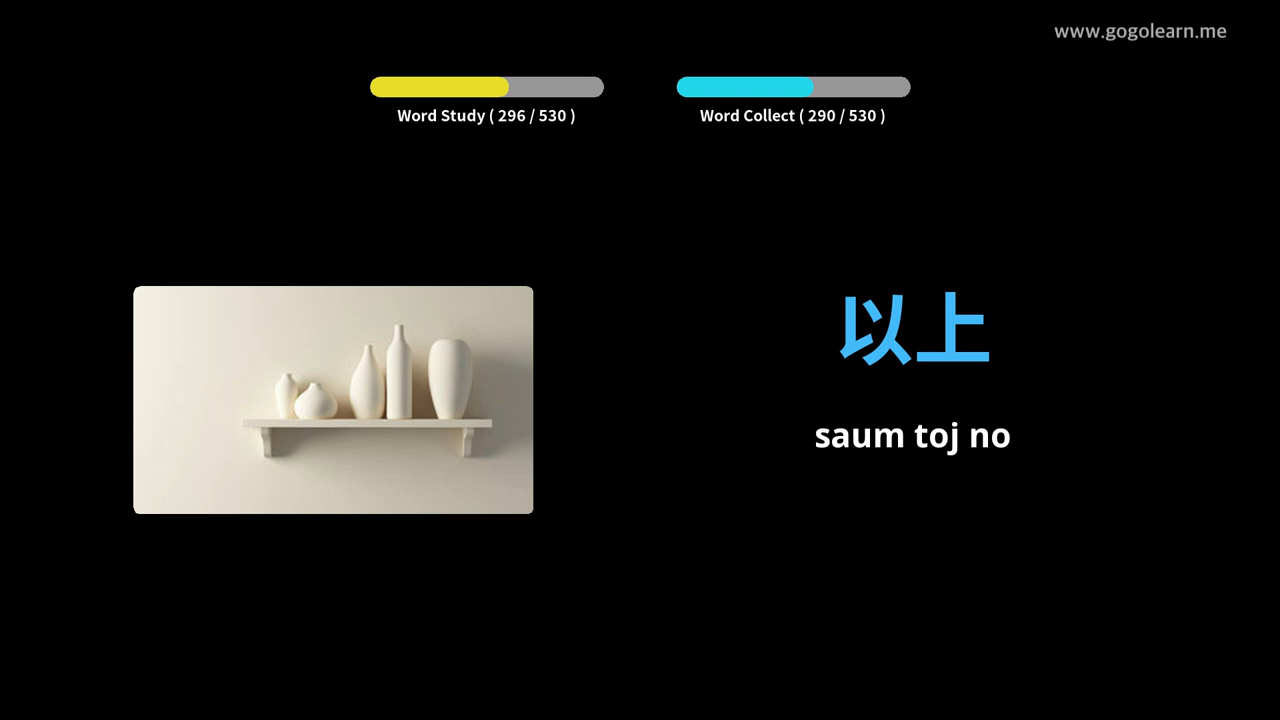 www.gogolearn.me
Word Study ( 296 / 530 )
Word Collect ( 290 / 530 )
以上
saum toj no